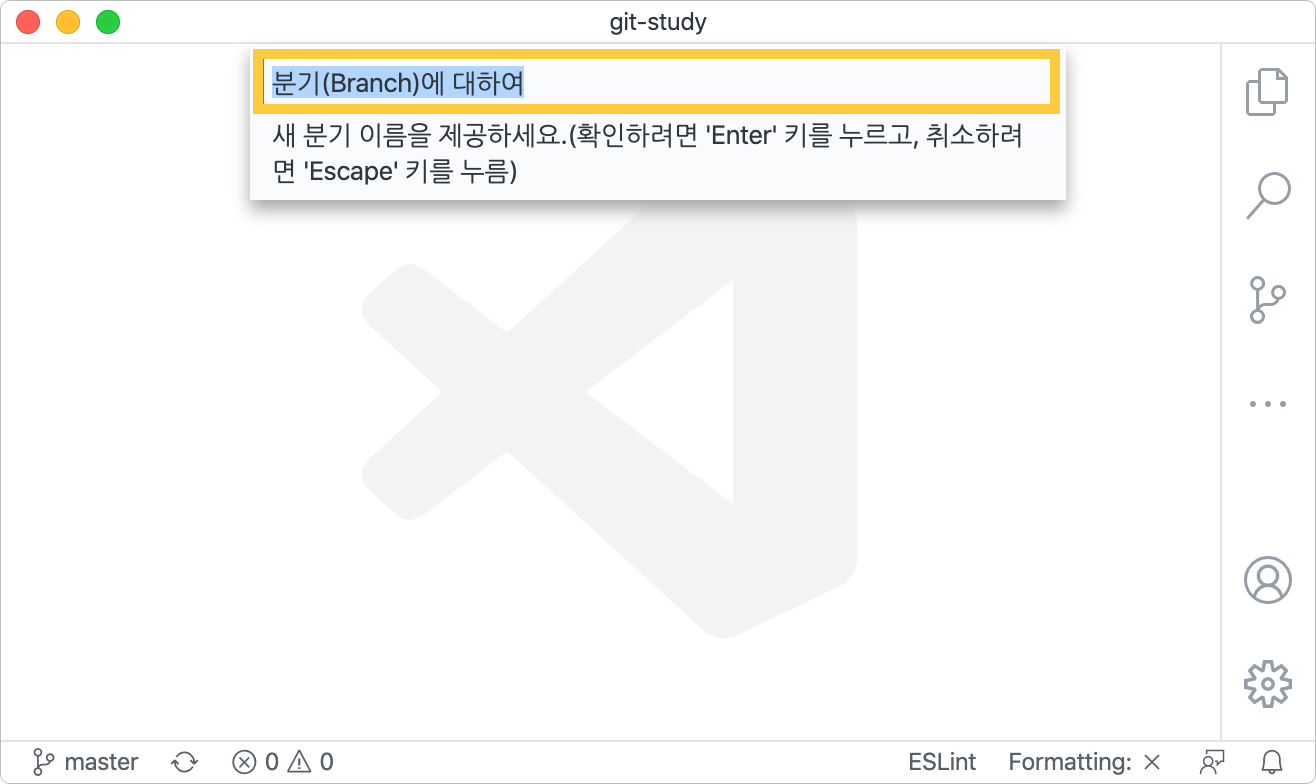 git-study
분기(Branch)에 대하여
새 분기 이름을 제공하세요.(확인하려면 'Enter' 키를 누르고, 취소하려
면 'Escape' 키를 누름)
master 0 0 ESLint Formatting: